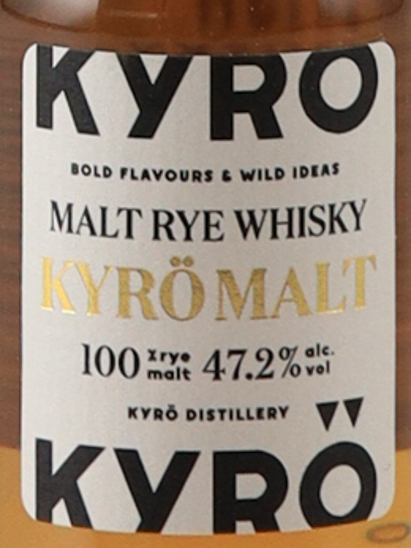 KYRÖ
BOLD FLAVOURS & WILD IDEAS
MALT RYE WHISKY
KYRÖ MALT
100 %rye malt 47.2% alc. vol
KYRÖ DISTILLERY
KYRÖ